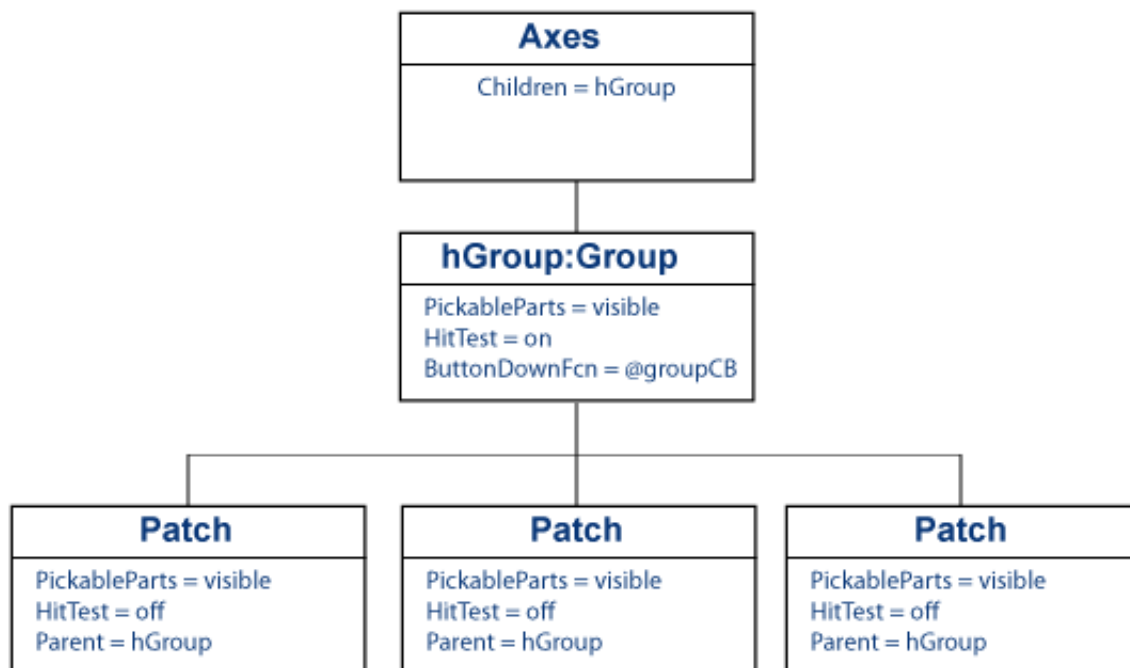 Axes
Children = hGroup
hGroup:Group
PickableParts = visible
HitTest = on
ButtonDownFcn = @groupCB
Patch
PickableParts = visible
HitTest = off
Parent = hGroup
Patch
PickableParts = visible
HitTest = off
Parent = hGroup
Patch
PickableParts = visible
HitTest = off
Parent = hGroup